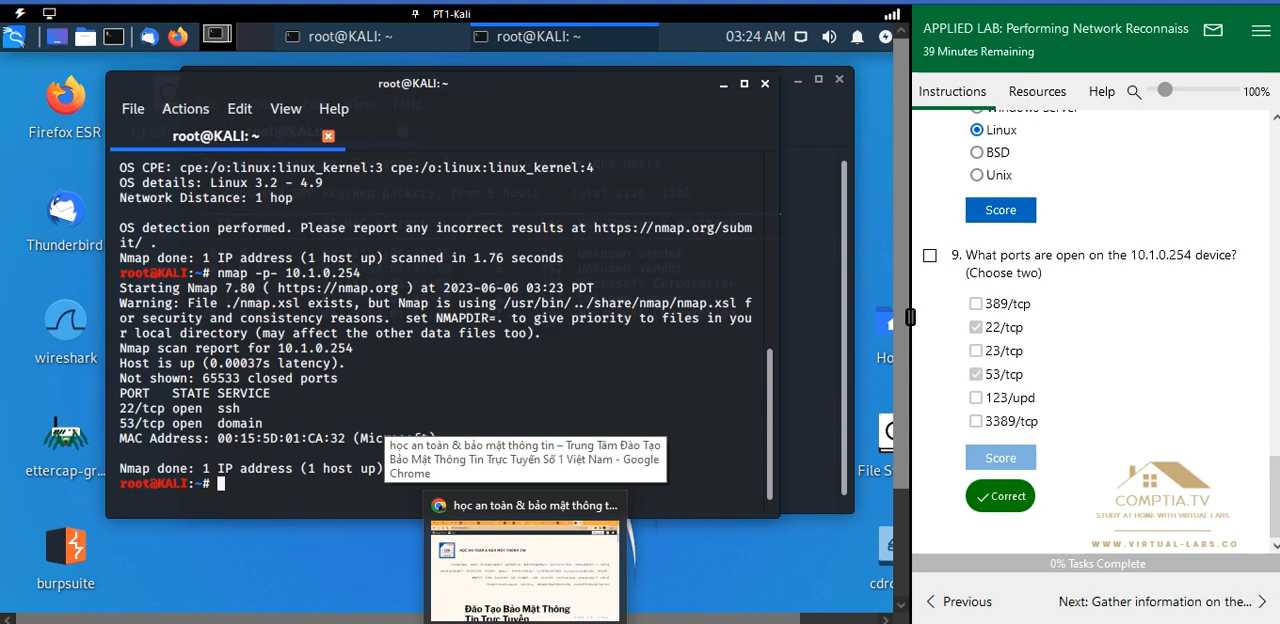 PT1-Kali
root@KALI: ~
root@KALI: ~
03:24 AM
root@KALI: ~
File Actions Edit View Help
root@KALI: ~
OS CPE: cpe:/o:linux:linux_kernel:3 cpe:/o:linux:linux_kernel:4
OS details: Linux 3.2 - 4.9
Network Distance: 1 hop
OS detection performed. Please report any incorrect results at https://nmap.org/subm
it/ .
Nmap done: 1 IP address (1 host up) scanned in 1.76 seconds
root@KALI:~# nmap -p- 10.1.0.254
Starting Nmap 7.80 ( https://nmap.org ) at 2023-06-06 03:23 PDT
Warning: File ./nmap.xsl exists, but Nmap is using /usr/bin/../share/nmap/nmap.xsl f
or security and consistency reasons.  set NMAPDIR=. to give priority to files in you
r local directory (may affect the other data files too).
Nmap scan report for 10.1.0.254
Host is up (0.00037s latency).
Not shown: 65533 closed ports
PORT   STATE SERVICE
22/tcp open  ssh
53/tcp open  domain
MAC Address: 00:15:5D:01:CA:32
Nmap done: 1 IP address (1 host up)
root@KALI:~#
học an toàn & bảo mật thông tin – Trung Tâm Đào Tạo
Bảo Mật Thông Tin Trực Tuyến Số 1 Việt Nam - Google
Chrome
học an toàn & bảo mật thông t...
HỌC AN TOÀN & BẢO MẬT THÔNG TIN
Đào Tạo Bảo Mật Thông
Tin Trực Tuyến
Firefox ESR
Thunderbird
wireshark
ettercap-gr...
burpsuite
Ho
File S
cdr
APPLIED LAB: Performing Network Reconnaiss
39 Minutes Remaining
Instructions Resources Help 100%
Windows Server
Linux
BSD
Unix
Score
9. What ports are open on the 10.1.0.254 device?
(Choose two)
389/tcp
22/tcp
23/tcp
53/tcp
123/upd
3389/tcp
Score
Correct
COMPTIA.TV
STUDY AT HOME WITH VIRTUAL LABS
WWW.VIRTUAL-LABS.CO
0% Tasks Complete
Previous
Next: Gather information on the...